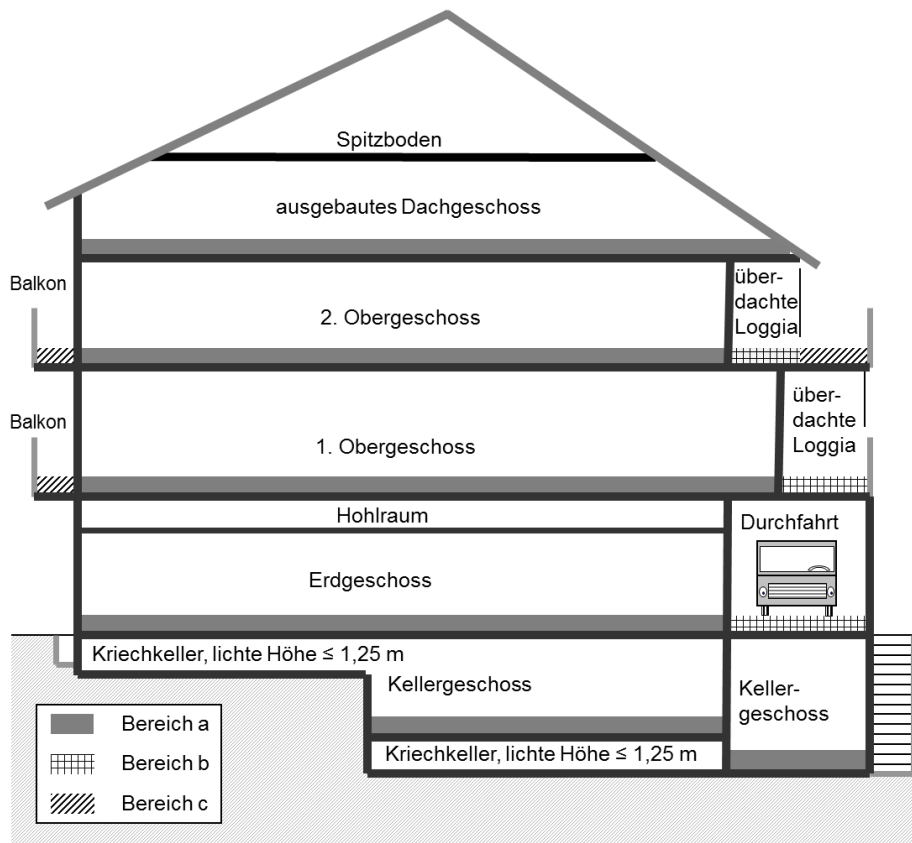 Spitzboden
ausgebautes Dachgeschoss
Balkon
2. Obergeschoss
über-
dachte
Loggia
Balkon
1. Obergeschoss
über-
dachte
Loggia
Hohlraum
Durchfahrt
Erdgeschoss
Kriechkeller, lichte Höhe ≤ 1,25 m
Kellergeschoss
Keller-
geschoss
Kriechkeller, lichte Höhe ≤ 1,25 m
Bereich a
Bereich b
Bereich c